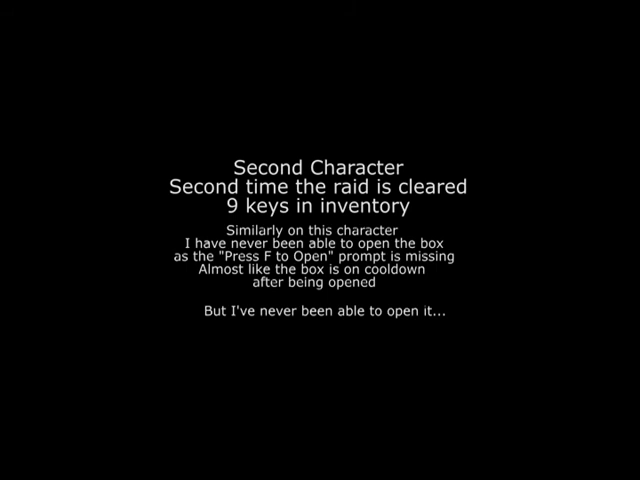 Second Character
Second time the raid is cleared
9 keys in inventory
Similarly on this character
I have never been able to open the box
as the "Press F to Open" prompt is missing
Almost like the box is on cooldown
after being opened
But I've never been able to open it...